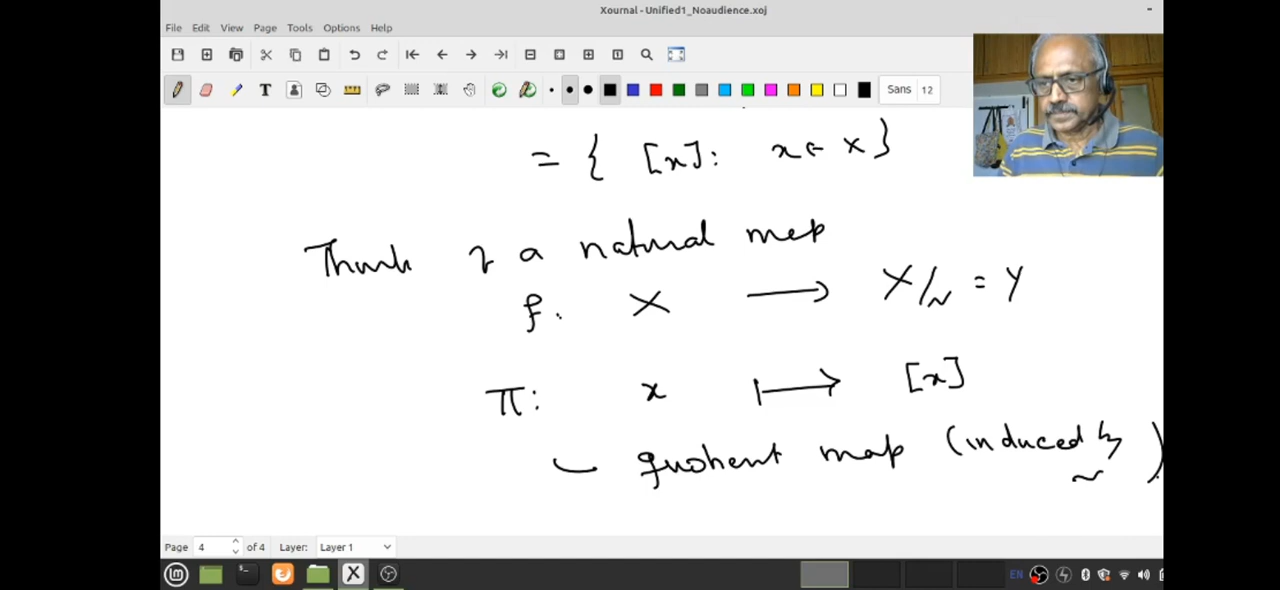 Xournal - Unified1_Noaudience.xoj
File Edit View Page Tools Options Help
Sans 12
= { [x]: x ∈ X }
Think of a natural map
f: X ⟶ X/~ = Y
π: x ⟼ [x]
quotient map (induced by ~)
Page 4 of 4 Layer: Layer 1
EN